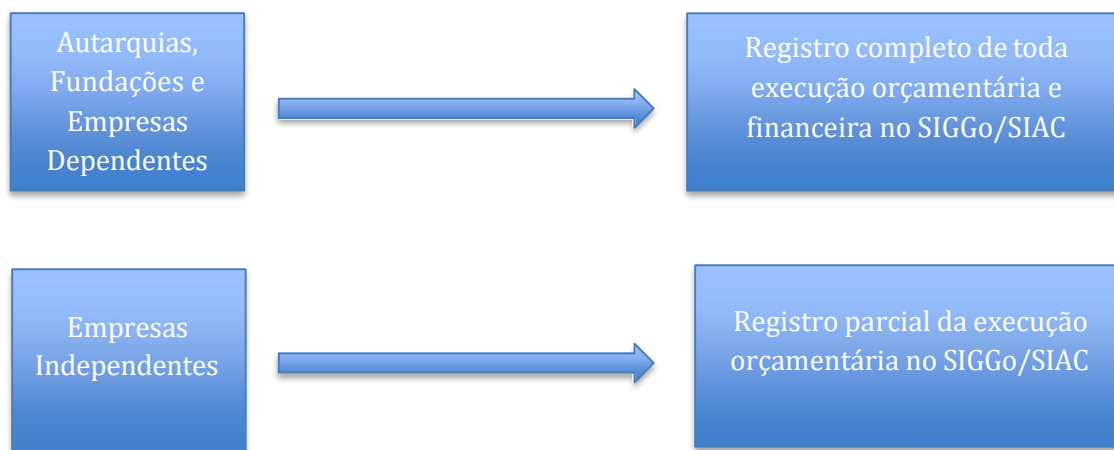 Autarquias,
Fundações e
Empresas
Dependentes
Registro completo de toda
execução orçamentária e
financeira no SIGGo/SIAC
Empresas
Independentes
Registro parcial da execução
orçamentária no SIGGo/SIAC